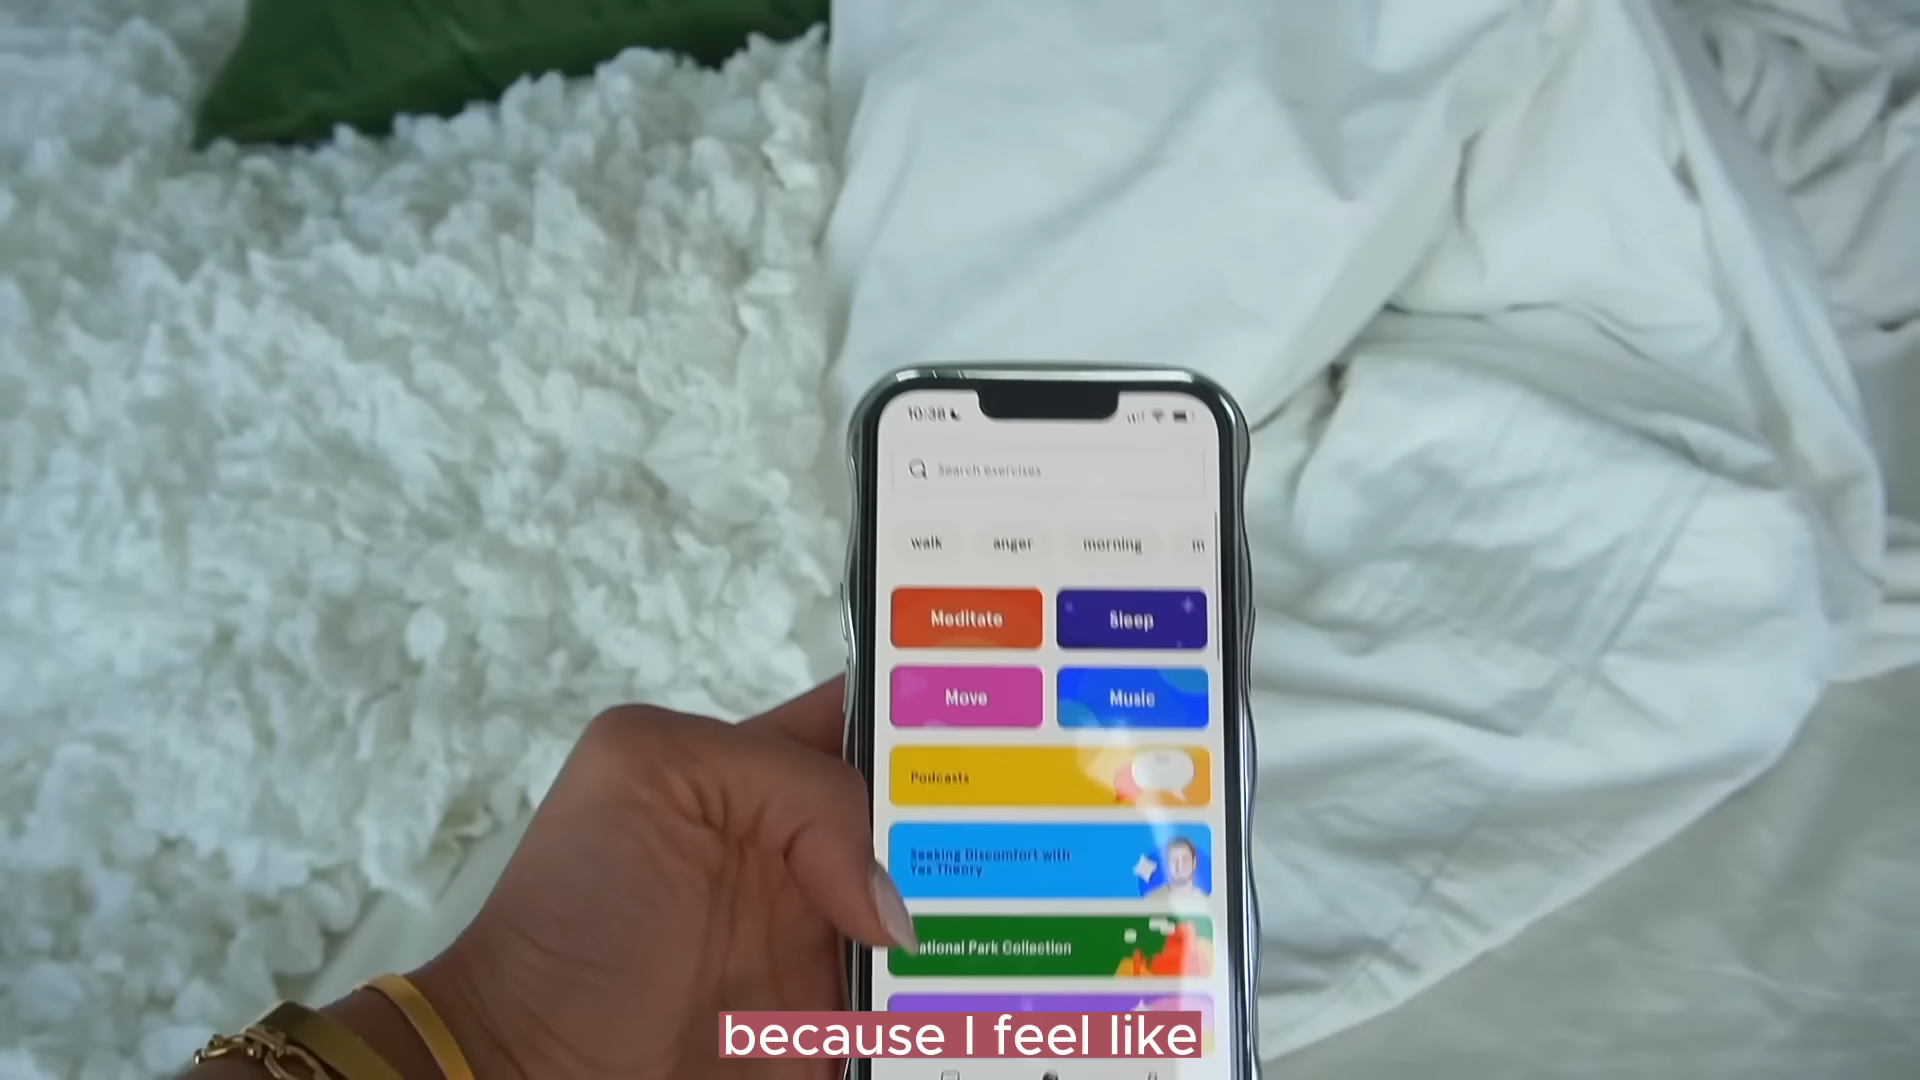 10:38
Search exercises
walk anger morning m
Meditate Sleep
Move Music
Podcasts
Seeking Discomfort with
Yes Theory
ational Park Collection
because I feel like